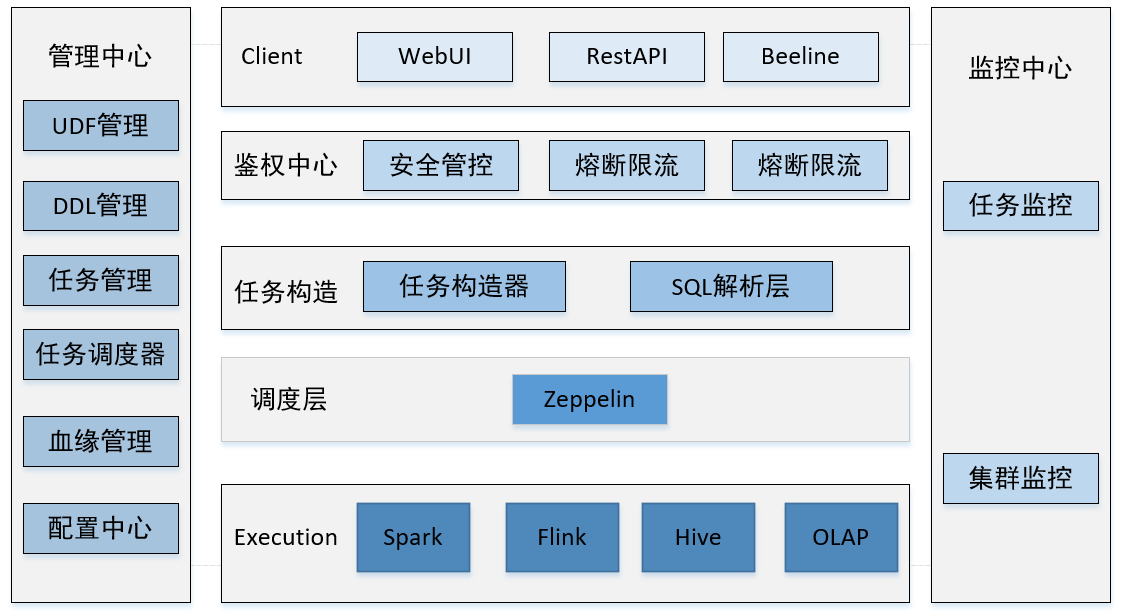 管理中心
UDF管理
DDL管理
任务管理
任务调度器
血缘管理
配置中心
Client
WebUI
RestAPI
Beeline
鉴权中心
安全管控
熔断限流
熔断限流
任务构造
任务构造器
SQL解析层
调度层
Zeppelin
Execution
Spark
Flink
Hive
OLAP
监控中心
任务监控
集群监控